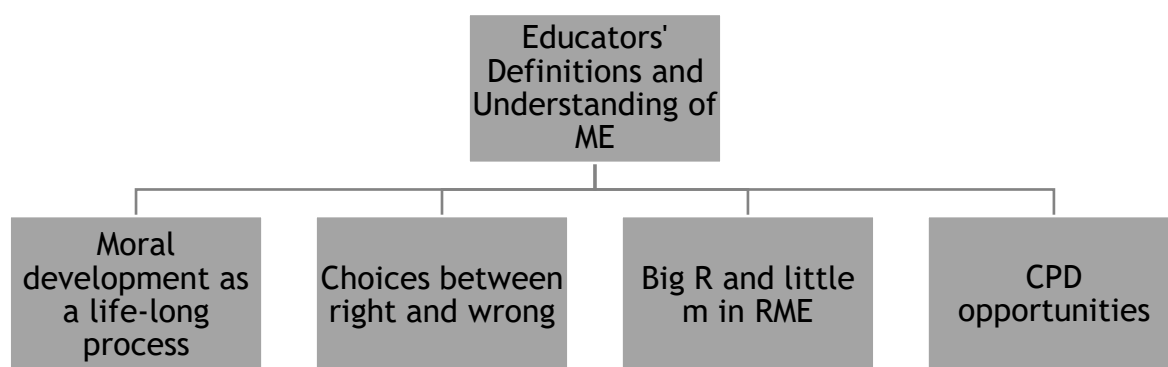 Educators'
Definitions and
Understanding of
ME
Moral
development as
a life-long
process
Choices between
right and wrong
Big R and little
m in RME
CPD
opportunities